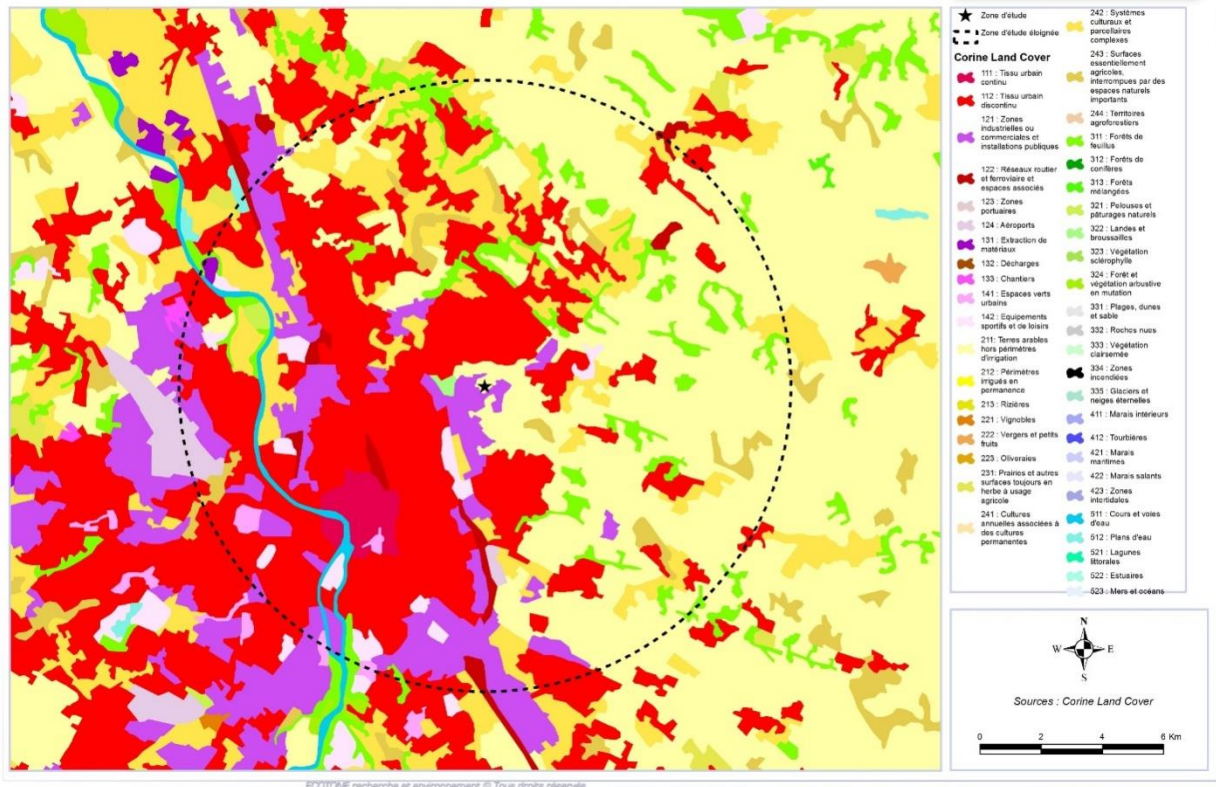 Zone d'étude
Zone d'étude éloignée
Corine Land Cover
111 : Tissu urbain
continu
112 : Tissu urbain
discontinu
121 : Zones
industrielles ou
commerciales et
installations publiques
122 : Réseaux routier
et ferroviaire et
espaces associés
123 : Zones
portuaires
124 : Aéroports
131 : Extraction de
matériaux
132 : Décharges
133 : Chantiers
141 : Espaces verts
urbains
142 : Equipements
sportifs et de loisirs
211: Terres arables
hors périmètres
d'irrigation
212 : Périmètres
irrigués en
permanence
213 : Rizières
221 : Vignobles
222 : Vergers et petits
fruits
223 : Oliveraies
231: Prairies et autres
surfaces toujours en
herbe à usage
agricole
241 : Cultures
annuelles associées à
des cultures
permanentes
242 : Systèmes
culturaux et
parcellaires
complexes
243 : Surfaces
essentiellement
agricoles,
interrompues par des
espaces naturels
importants
244 : Territoires
agroforestiers
311 : Forêts de
feuillus
312 : Forêts de
conifères
313 : Forêts
mélangées
321 : Pelouses et
pâturages naturels
322 : Landes et
broussailles
323 : Végétation
sclérophylle
324 : Forêt et
végétation arbustive
en mutation
331 : Plages, dunes
et sable
332 : Roches nues
333 : Végétation
clairsemée
334 : Zones
incendiées
335 : Glaciers et
neiges éternelles
411 : Marais intérieurs
412 : Tourbières
421 : Marais
maritimes
422 : Marais salants
423 : Zones
intertidales
511 : Cours et voies
d'eau
512 : Plans d'eau
521 : Lagunes
littorales
522 : Estuaires
523 : Mers et océans
N
W E
S
Sources : Corine Land Cover
0 2 4 6 Km
ECOTONE recherche et environnement © Tous droits réservés